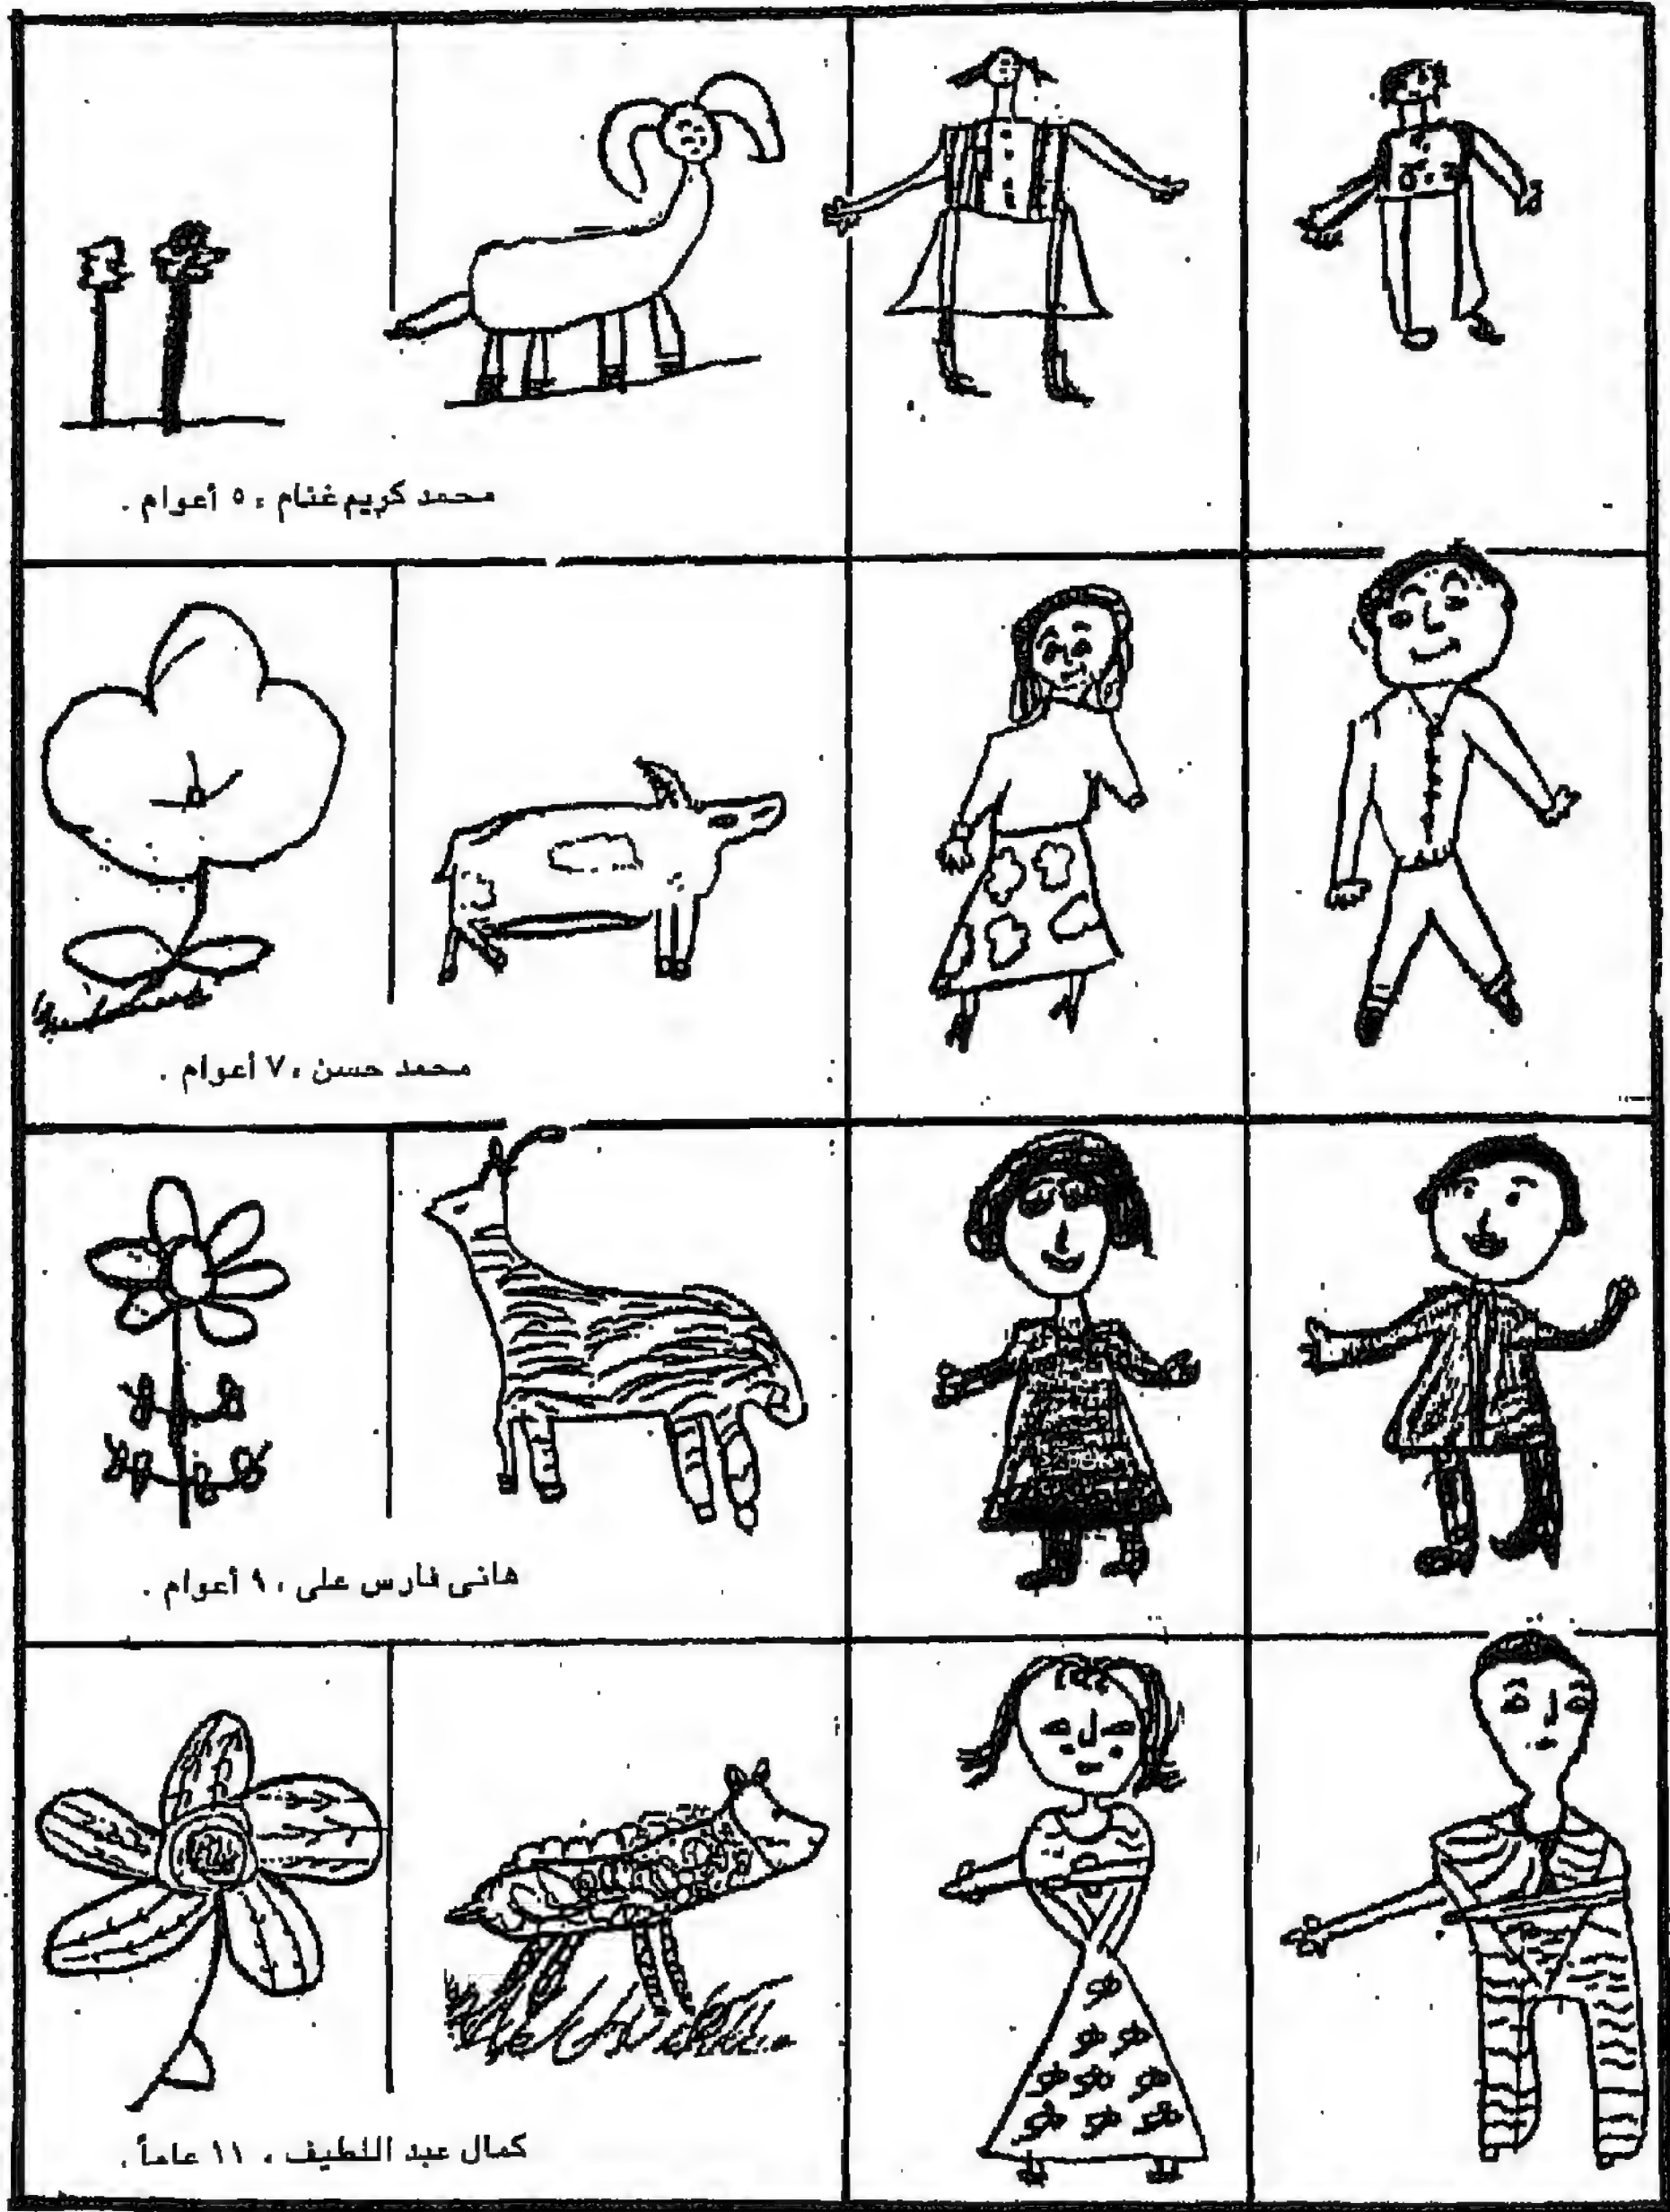 محمد كريم غنام ، ٥ أعوام .
محمد حسن ، ٧ أعوام .
هانى فارس على ، ٩ أعوام .
كمال عبد اللطيف ، ١١ عاماً .